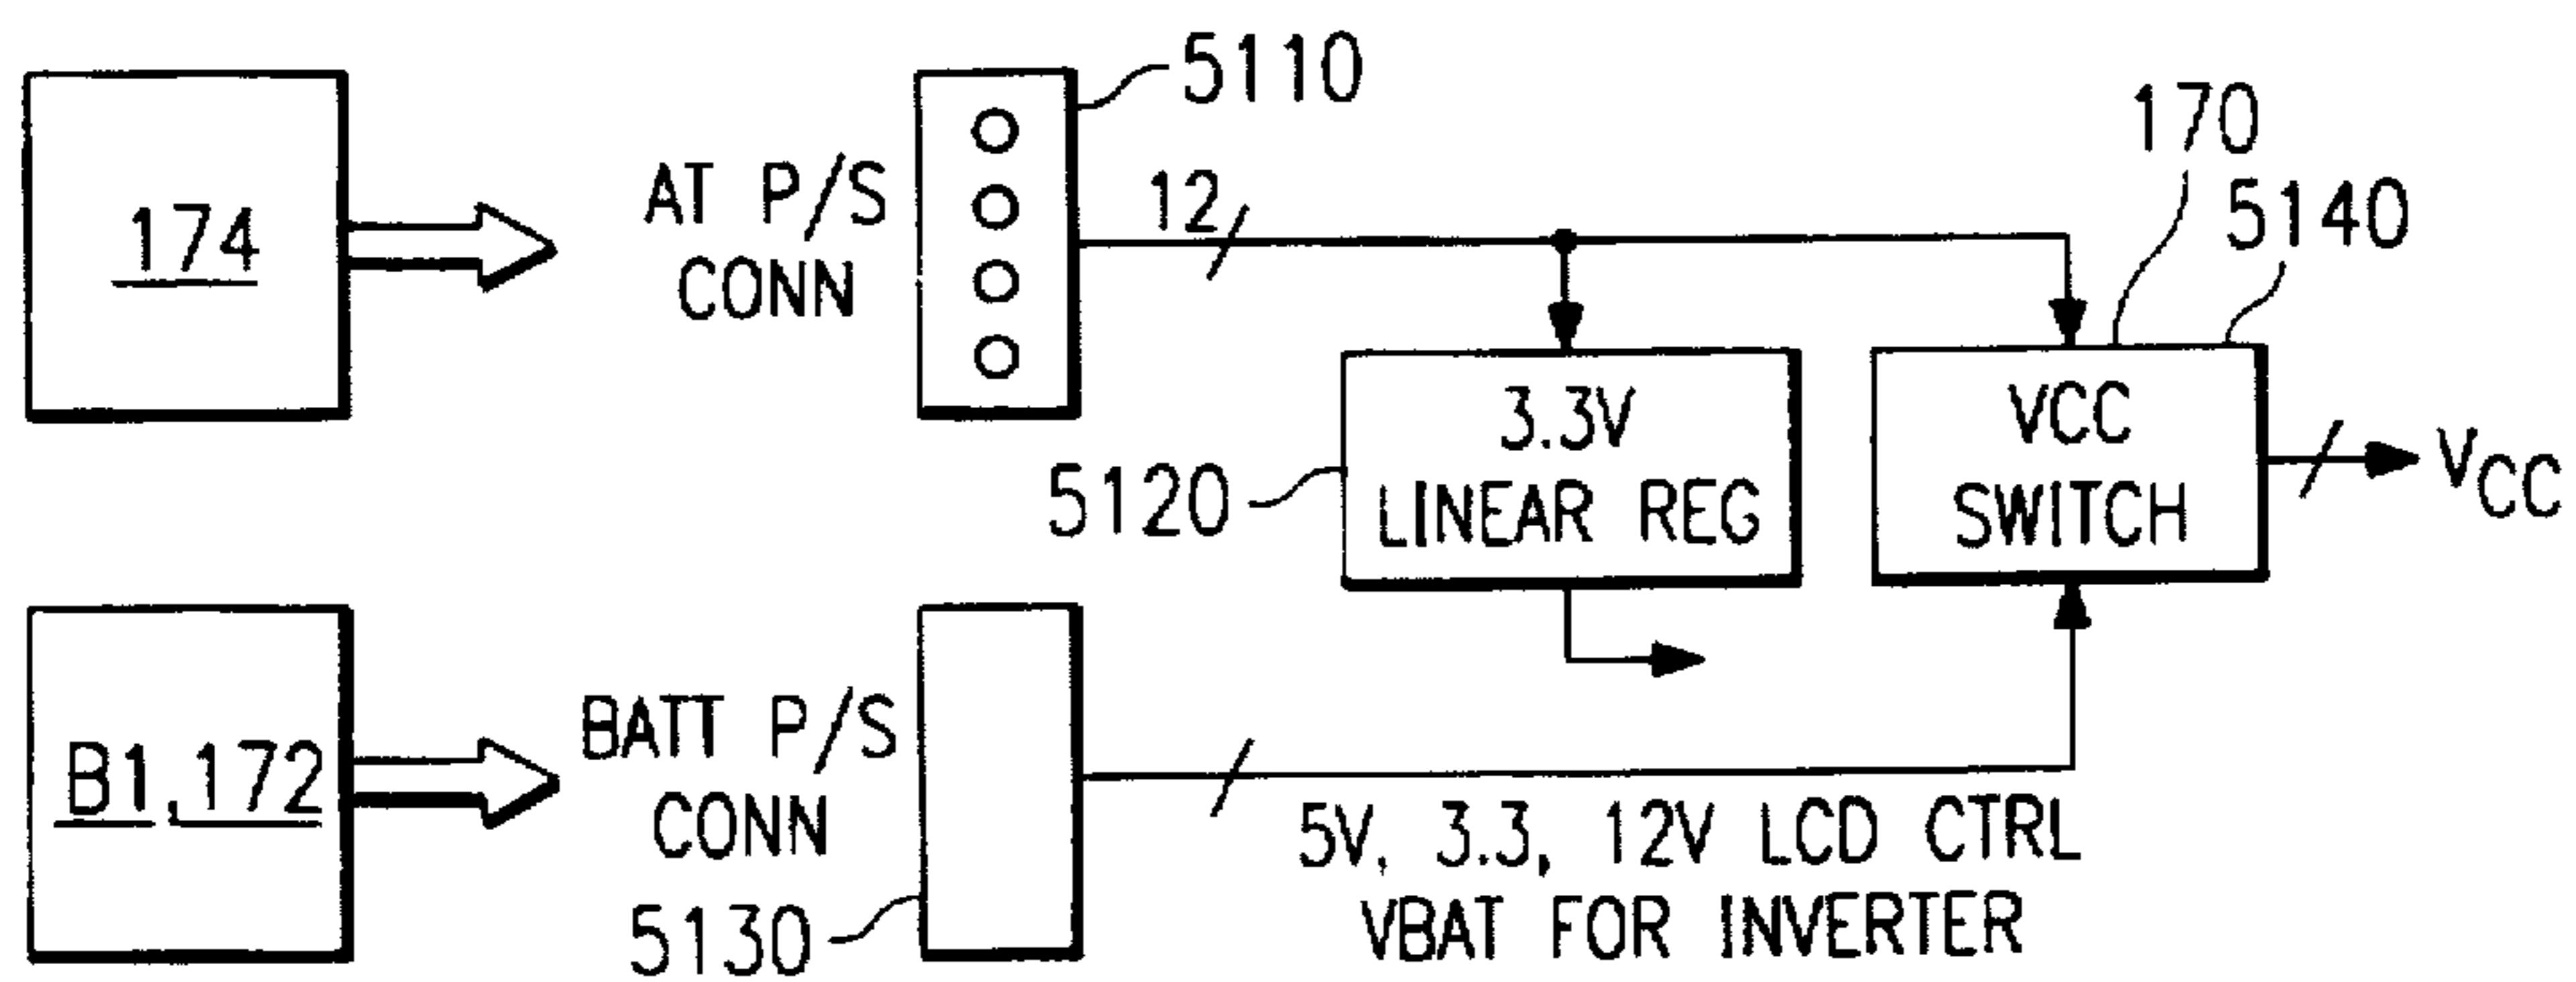 174
AT P/S
CONN
5110
12
170
5140
3.3V
LINEAR REG
5120
VCC
SWITCH
VCC
B1,172
BATT P/S
CONN
5130
5V, 3.3, 12V LCD CTRL
VBAT FOR INVERTER